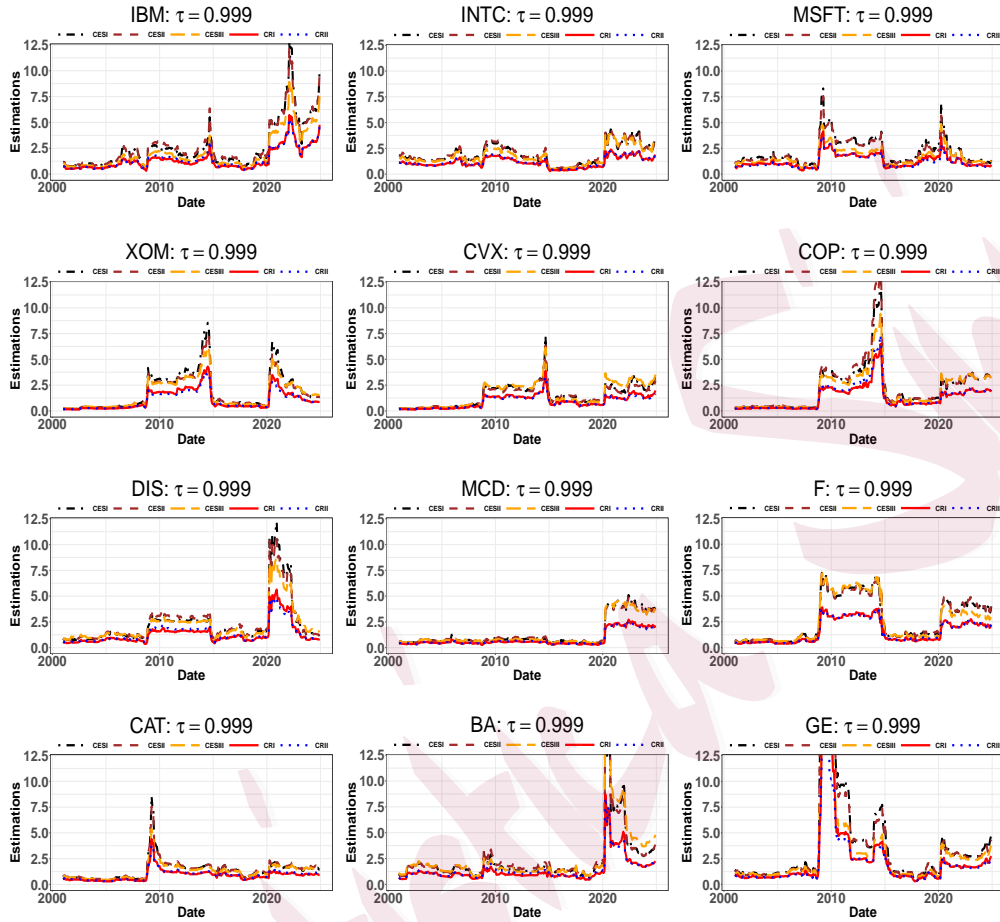 IBM: τ = 0.999
CESI CESII CESIII CRI CRII
Estimations
12.5
10.0
7.5
5.0
2.5
0.0
2000 2010 2020
Date
INTC: τ = 0.999
CESI CESII CESIII CRI CRII
Estimations
12.5
10.0
7.5
5.0
2.5
0.0
2000 2010 2020
Date
MSFT: τ = 0.999
CESI CESII CESIII CRI CRII
Estimations
12.5
10.0
7.5
5.0
2.5
0.0
2000 2010 2020
Date
XOM: τ = 0.999
CESI CESII CESIII CRI CRII
Estimations
12.5
10.0
7.5
5.0
2.5
0.0
2000 2010 2020
Date
CVX: τ = 0.999
CESI CESII CESIII CRI CRII
Estimations
12.5
10.0
7.5
5.0
2.5
0.0
2000 2010 2020
Date
COP: τ = 0.999
CESI CESII CESIII CRI CRII
Estimations
12.5
10.0
7.5
5.0
2.5
0.0
2000 2010 2020
Date
DIS: τ = 0.999
CESI CESII CESIII CRI CRII
Estimations
12.5
10.0
7.5
5.0
2.5
0.0
2000 2010 2020
Date
MCD: τ = 0.999
CESI CESII CESIII CRI CRII
Estimations
12.5
10.0
7.5
5.0
2.5
0.0
2000 2010 2020
Date
F: τ = 0.999
CESI CESII CESIII CRI CRII
Estimations
12.5
10.0
7.5
5.0
2.5
0.0
2000 2010 2020
Date
CAT: τ = 0.999
CESI CESII CESIII CRI CRII
Estimations
12.5
10.0
7.5
5.0
2.5
0.0
2000 2010 2020
Date
BA: τ = 0.999
CESI CESII CESIII CRI CRII
Estimations
12.5
10.0
7.5
5.0
2.5
0.0
2000 2010 2020
Date
GE: τ = 0.999
CESI CESII CESIII CRI CRII
Estimations
12.5
10.0
7.5
5.0
2.5
0.0
2000 2010 2020
Date